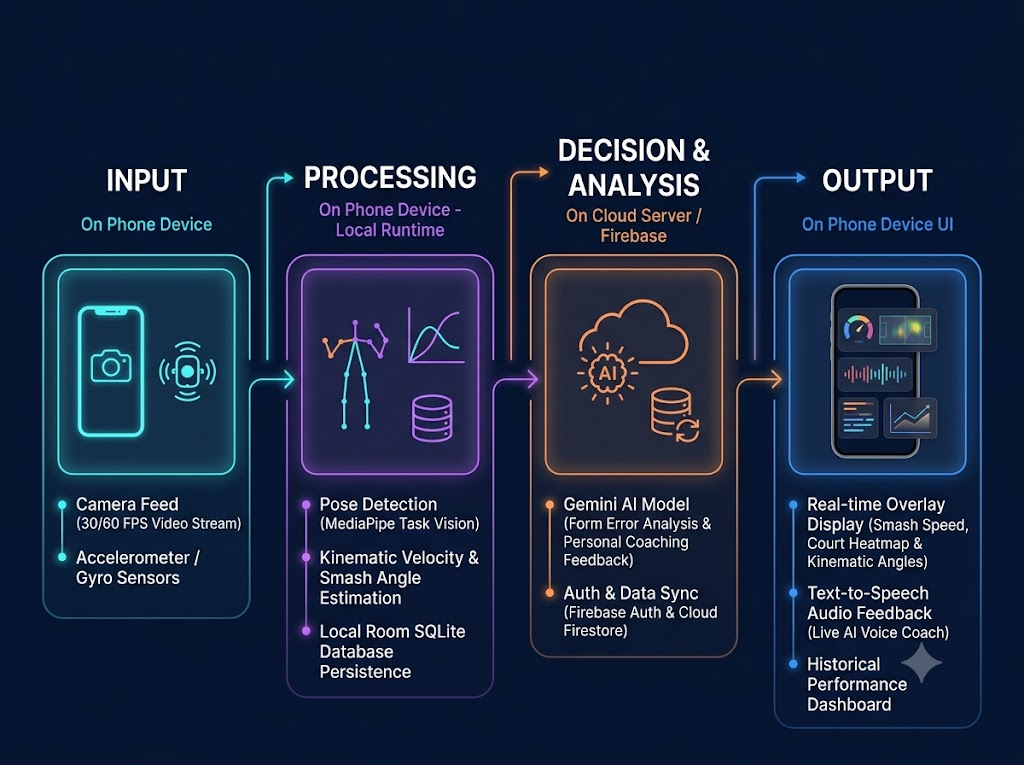 INPUT
On Phone Device
Camera Feed
(30/60 FPS Video Stream)
Accelerometer /
Gyro Sensors
PROCESSING
On Phone Device -
Local Runtime
Pose Detection
(MediaPipe Task Vision)
Kinematic Velocity &
Smash Angle
Estimation
Local Room SQLite
Database
Persistence
DECISION &
ANALYSIS
On Cloud Server /
Firebase
AI
Gemini AI Model
(Form Error Analysis &
Personal Coaching
Feedback)
Auth & Data Sync
(Firebase Auth & Cloud
Firestore)
OUTPUT
On Phone Device UI
Real-time Overlay
Display (Smash Speed,
Court Heatmap &
Kinematic Angles)
Text-to-Speech
Audio Feedback
(Live AI Voice Coach)
Historical
Performance
Dashboard